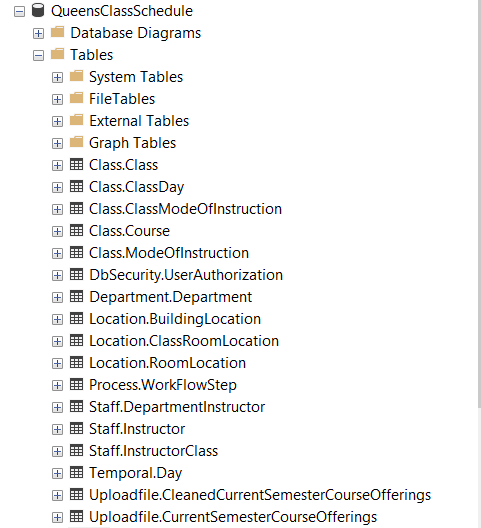 QueensClassSchedule
Database Diagrams
Tables
System Tables
FileTables
External Tables
Graph Tables
Class.Class
Class.ClassDay
Class.ClassModeOfInstruction
Class.Course
Class.ModeOfInstruction
DbSecurity.UserAuthorization
Department.Department
Location.BuildingLocation
Location.ClassRoomLocation
Location.RoomLocation
Process.WorkFlowStep
Staff.DepartmentInstructor
Staff.Instructor
Staff.InstructorClass
Temporal.Day
Uploadfile.CleanedCurrentSemesterCourseOfferings
Uploadfile.CurrentSemesterCourseOfferings